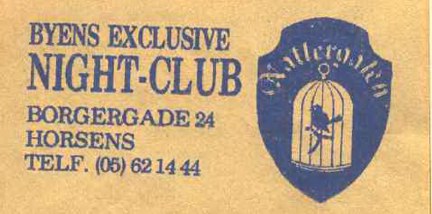 BYENS EXCLUSIVE
NIGHT-CLUB
BORGERGADE 24
HORSENS
TELF. (05) 62 14 44
Nattergalen